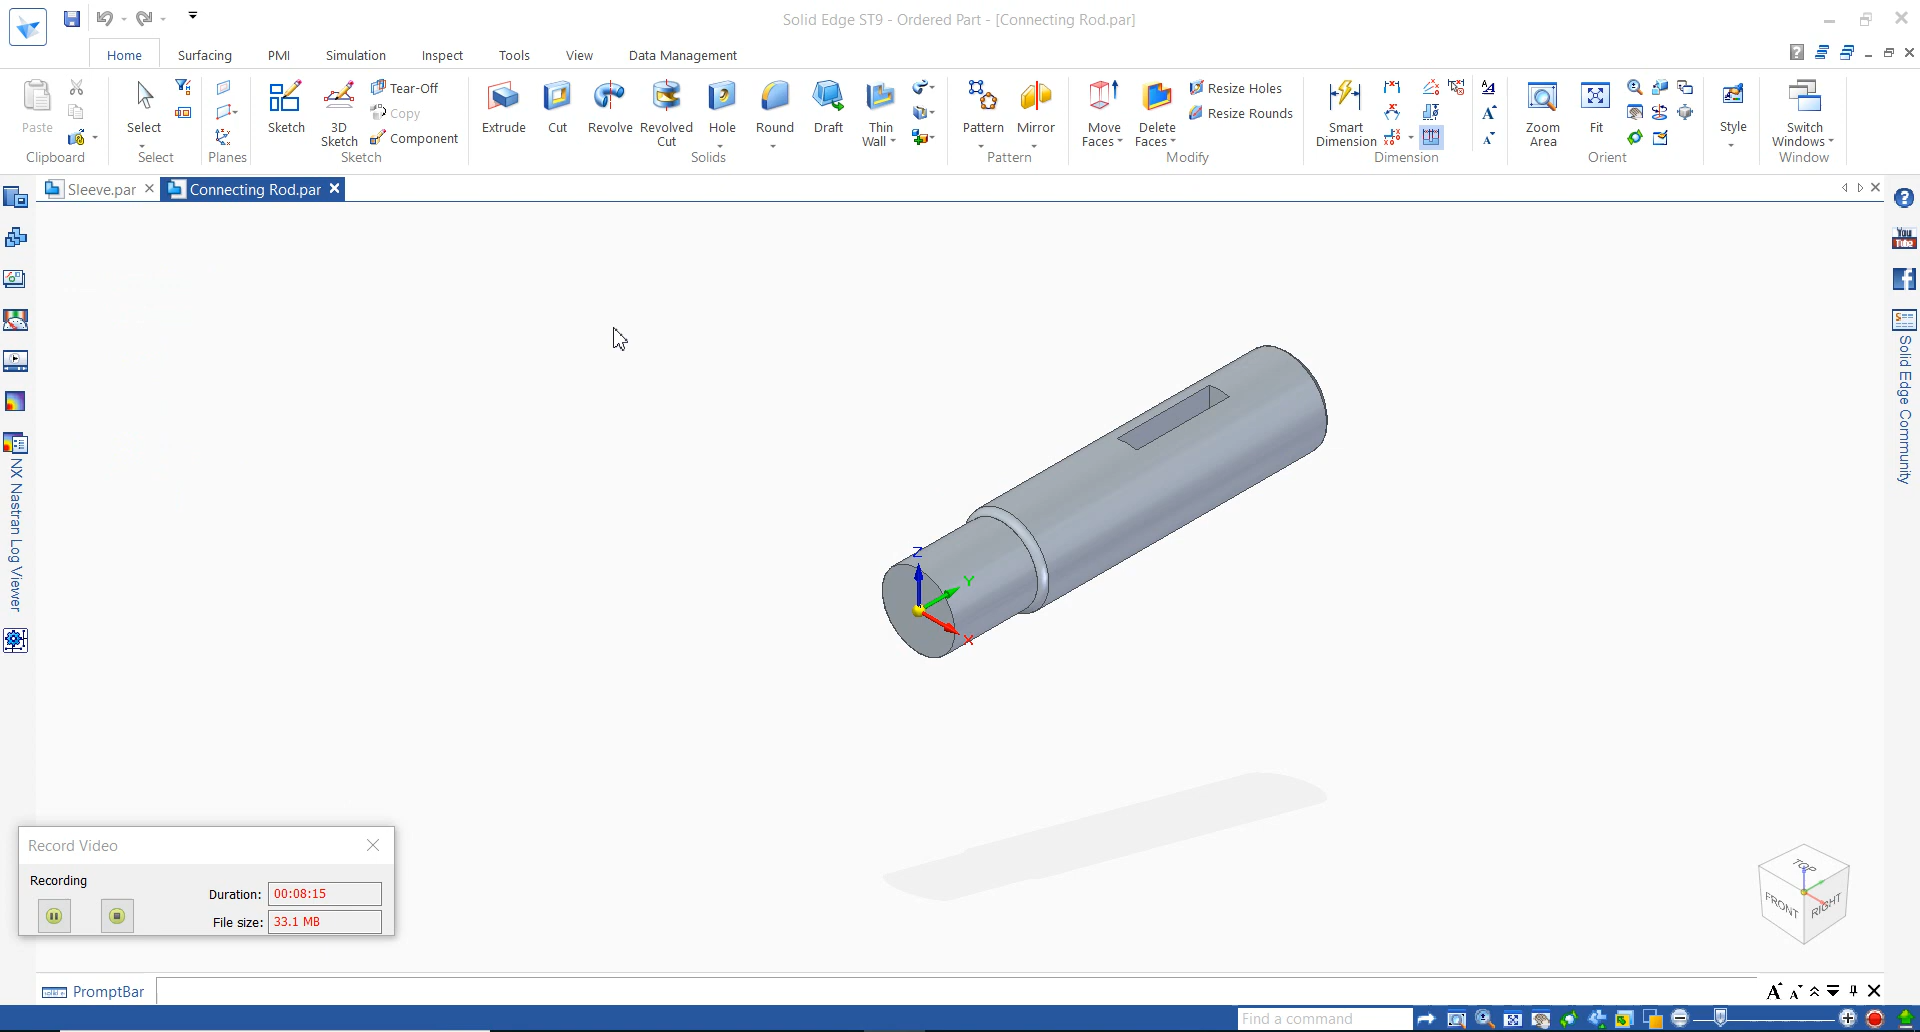 Solid Edge ST9 - Ordered Part - [Connecting Rod.par]
Home
Surfacing
PMI
Simulation
Inspect
Tools
View
Data Management
Paste
Clipboard
Select
Select
Planes
Sketch
3D
Sketch
Tear-Off
Copy
Component
Sketch
Extrude
Cut
Revolve
Revolved
Cut
Hole
Round
Draft
Thin
Wall
Solids
Pattern
Mirror
Pattern
Move
Faces
Delete
Faces
Resize Holes
Resize Rounds
Modify
Smart
Dimension
Dimension
Zoom
Area
Fit
Orient
Style
Switch
Windows
Window
Sleeve.par
Connecting Rod.par
You
Tube
Solid Edge Community
NX Nastran Log Viewer
Z
Y
X
TOP
FRONT
RIGHT
Record Video
Recording
Duration: 00:08:15
File size: 33.1 MB
PromptBar
Find a command